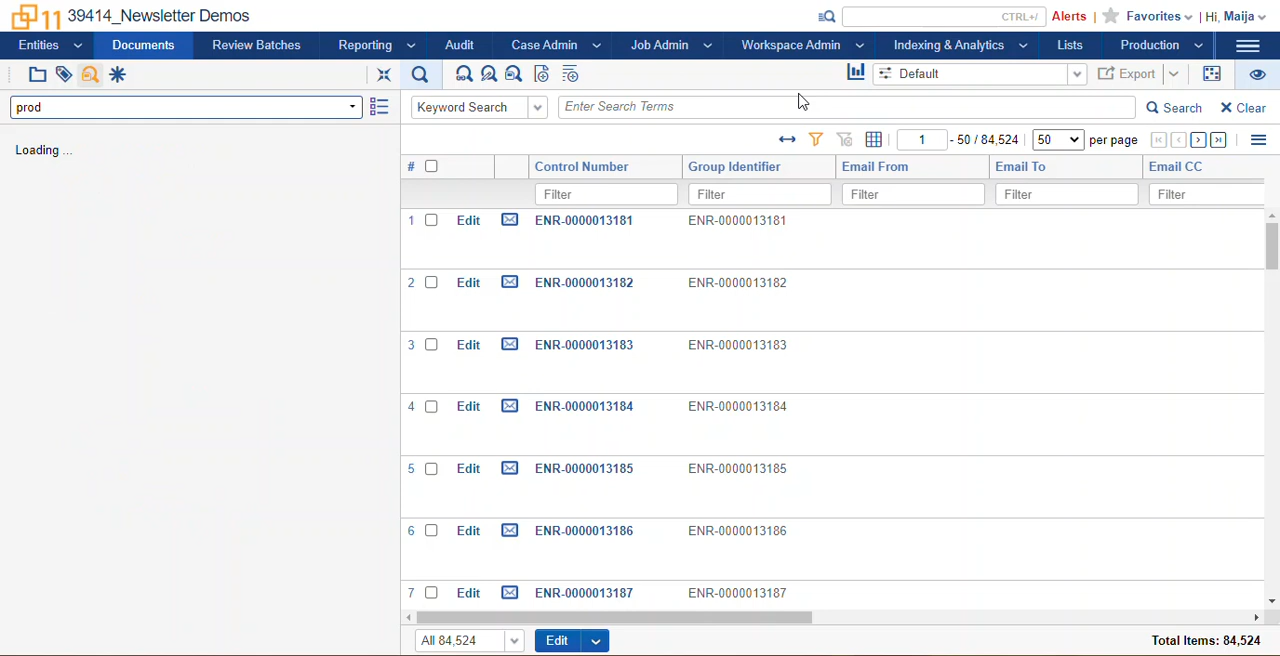 11 39414_Newsletter Demos CTRL+/ Alerts | Favorites | Hi, Maija
Entities Documents Review Batches Reporting Audit Case Admin Job Admin Workspace Admin Indexing & Analytics Lists Production
Default Export
prod Keyword Search Enter Search Terms Search Clear
Loading ... 1 - 50 / 84,524 50 per page
# Control Number Group Identifier Email From Email To Email CC
Filter Filter Filter Filter Filter
1 Edit ENR-0000013181 ENR-0000013181
2 Edit ENR-0000013182 ENR-0000013182
3 Edit ENR-0000013183 ENR-0000013183
4 Edit ENR-0000013184 ENR-0000013184
5 Edit ENR-0000013185 ENR-0000013185
6 Edit ENR-0000013186 ENR-0000013186
7 Edit ENR-0000013187 ENR-0000013187
All 84,524 Edit Total Items: 84,524